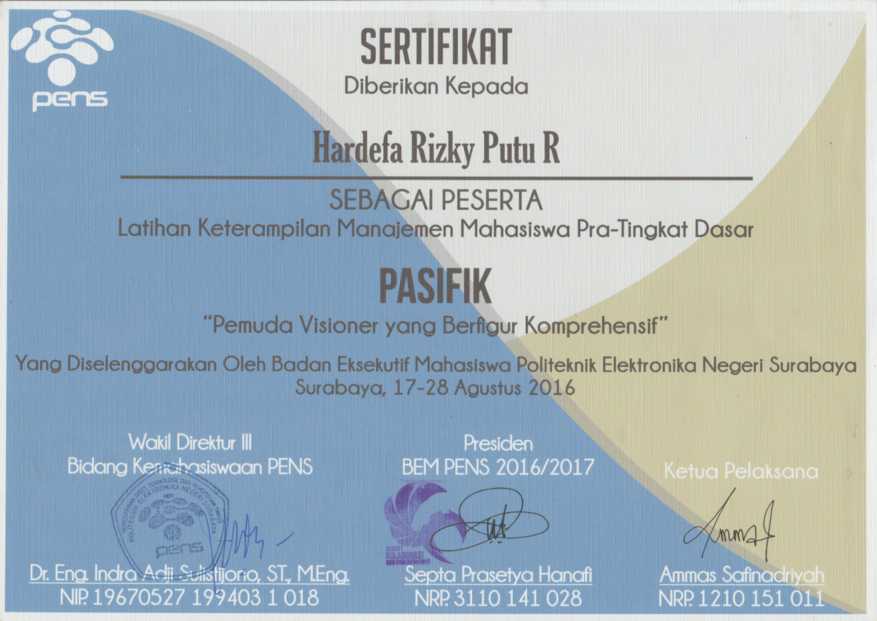 pens
SERTIFIKAT
Diberikan Kepada
Hardefa Rizky Putu R
SEBAGAI PESERTA
Latihan Keterampilan Manajemen Mahasiswa Pra-Tingkat Dasar
PASIFIK
“Pemuda Visioner yang Berfigur Komprehensif”
Yang Diselenggarakan Oleh Badan Eksekutif Mahasiswa Politeknik Elektronika Negeri Surabaya
Surabaya, 17-28 Agustus 2016
Wakil Direktur III
Bidang Kemahasiswaan PENS
pens
Dr. Eng. Indra Adji Sulistijono, ST., M.Eng.
NIP. 19670527 199403 1 018
Presiden
BEM PENS 2016/2017
Septa Prasetya Hanafi
NRP. 3110 141 028
Ketua Pelaksana
Ammas Safinadriyah
NRP. 1210 151 011